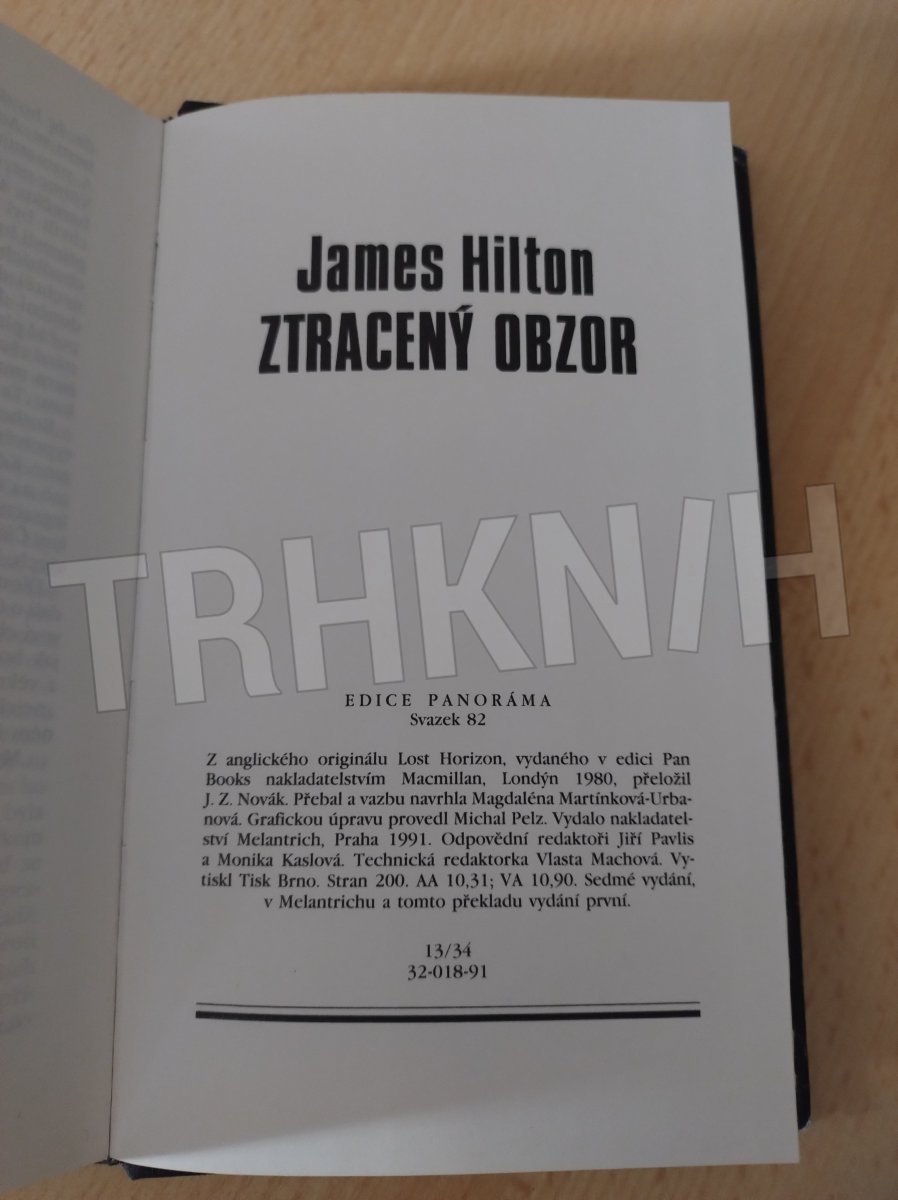 James Hilton
ZTRACENÝ OBZOR
TRHKNIH
EDICE PANORÁMA
Svazek 82
Z anglického originálu Lost Horizon, vydaného v edici Pan
Books nakladatelstvím Macmillan, Londýn 1980, přeložil
J. Z. Novák. Přebal a vazbu navrhla Magdaléna Martínková-Urba-
nová. Grafickou úpravu provedl Michal Pelz. Vydalo nakladatel-
ství Melantrich, Praha 1991. Odpovědní redaktoři Jiří Pavlis
a Monika Kaslová. Technická redaktorka Vlasta Machová. Vy-
tiskl Tisk Brno. Stran 200. AA 10,31; VA 10,90. Sedmé vydání,
v Melantrichu a tomto překladu vydání první.
13/34
32-018-91